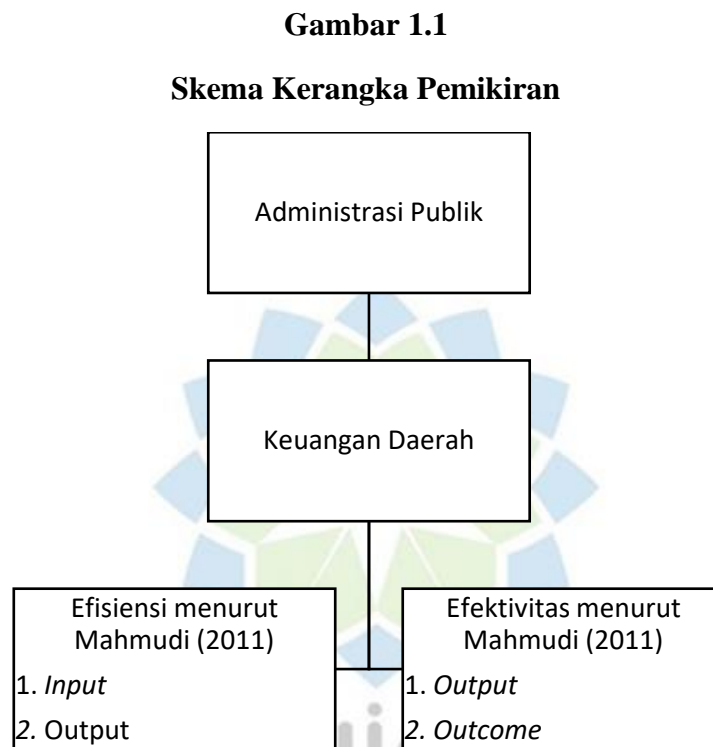 Gambar 1.1
Skema Kerangka Pemikiran
Administrasi Publik
Keuangan Daerah
Efisiensi menurut
Mahmudi (2011)
1. Input
2. Output
Efektivitas menurut
Mahmudi (2011)
1. Output
2. Outcome